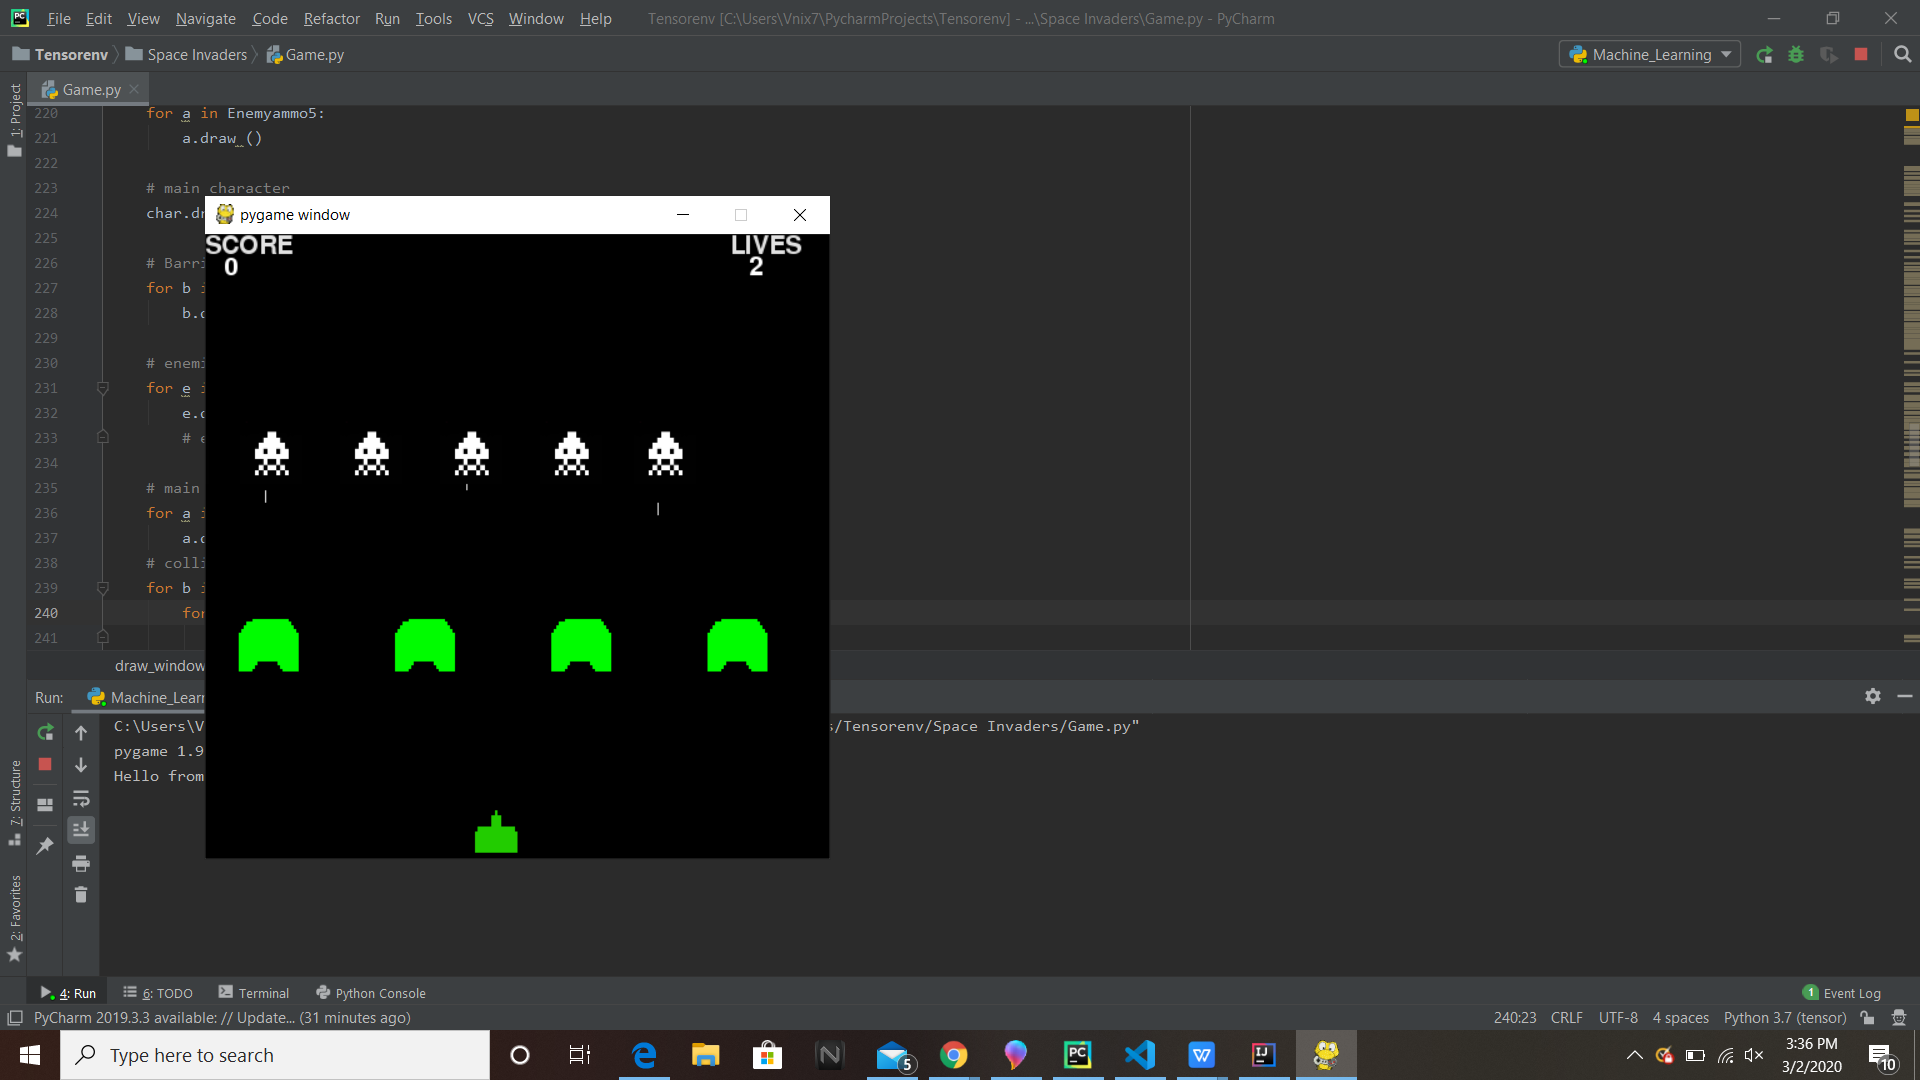 File Edit View Navigate Code Refactor Run Tools VCS Window Help Tensorenv [C:\Users\Vnix7\PycharmProjects\Tensorenv] - ...\Space Invaders\Game.py - PyCharm
Tensorenv Space Invaders Game.py Machine_Learning
1: Project
Game.py
220 for a in Enemyammo5:
221 a.draw ()
222
223 # main character
224 char.dr
225
226 # Barri
227 for b i
228 b.d
229
230 # enemi
231 for e i
232 e.d
233 # e
234
235 # main
236 for a i
237 a.d
238 # colli
239 for b i
240 for
241
draw_window
pygame window
SCORE LIVES
0 2
Run: Machine_Lear
C:\Users\V s/Tensorenv/Space Invaders/Game.py"
pygame 1.9
Hello from
7: Structure
2: Favorites
4: Run 6: TODO Terminal Python Console 1 Event Log
PyCharm 2019.3.3 available: // Update... (31 minutes ago) 240:23 CRLF UTF-8 4 spaces Python 3.7 (tensor)
Type here to search 5 3:36 PM 10
3/2/2020